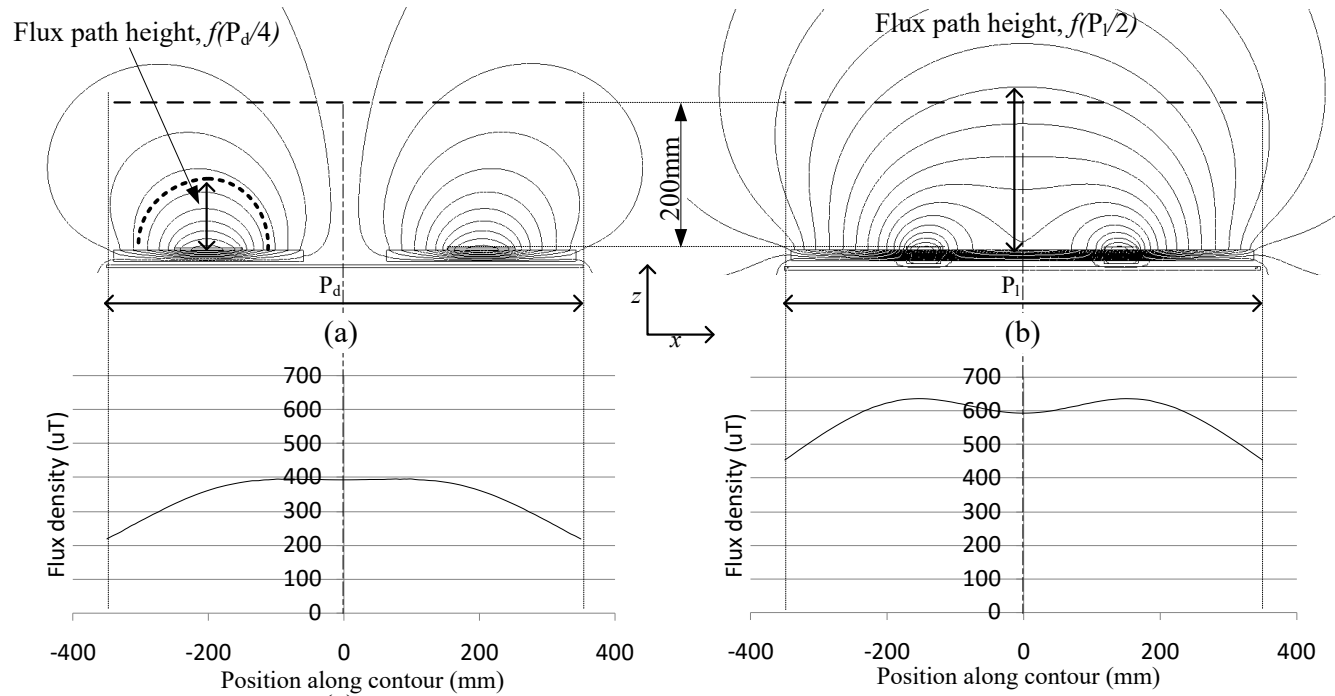 Flux path height, f(Pd/4)
Flux path height, f(Pl/2)
200mm
Pd
Pl
z
x
(a)
(b)
700
600
500
400
300
200
100
0
Flux density (uT)
-400
-200
0
200
400
Position along contour (mm)
700
600
500
400
300
200
100
0
Flux density (uT)
-400
-200
0
200
400
Position along contour (mm)